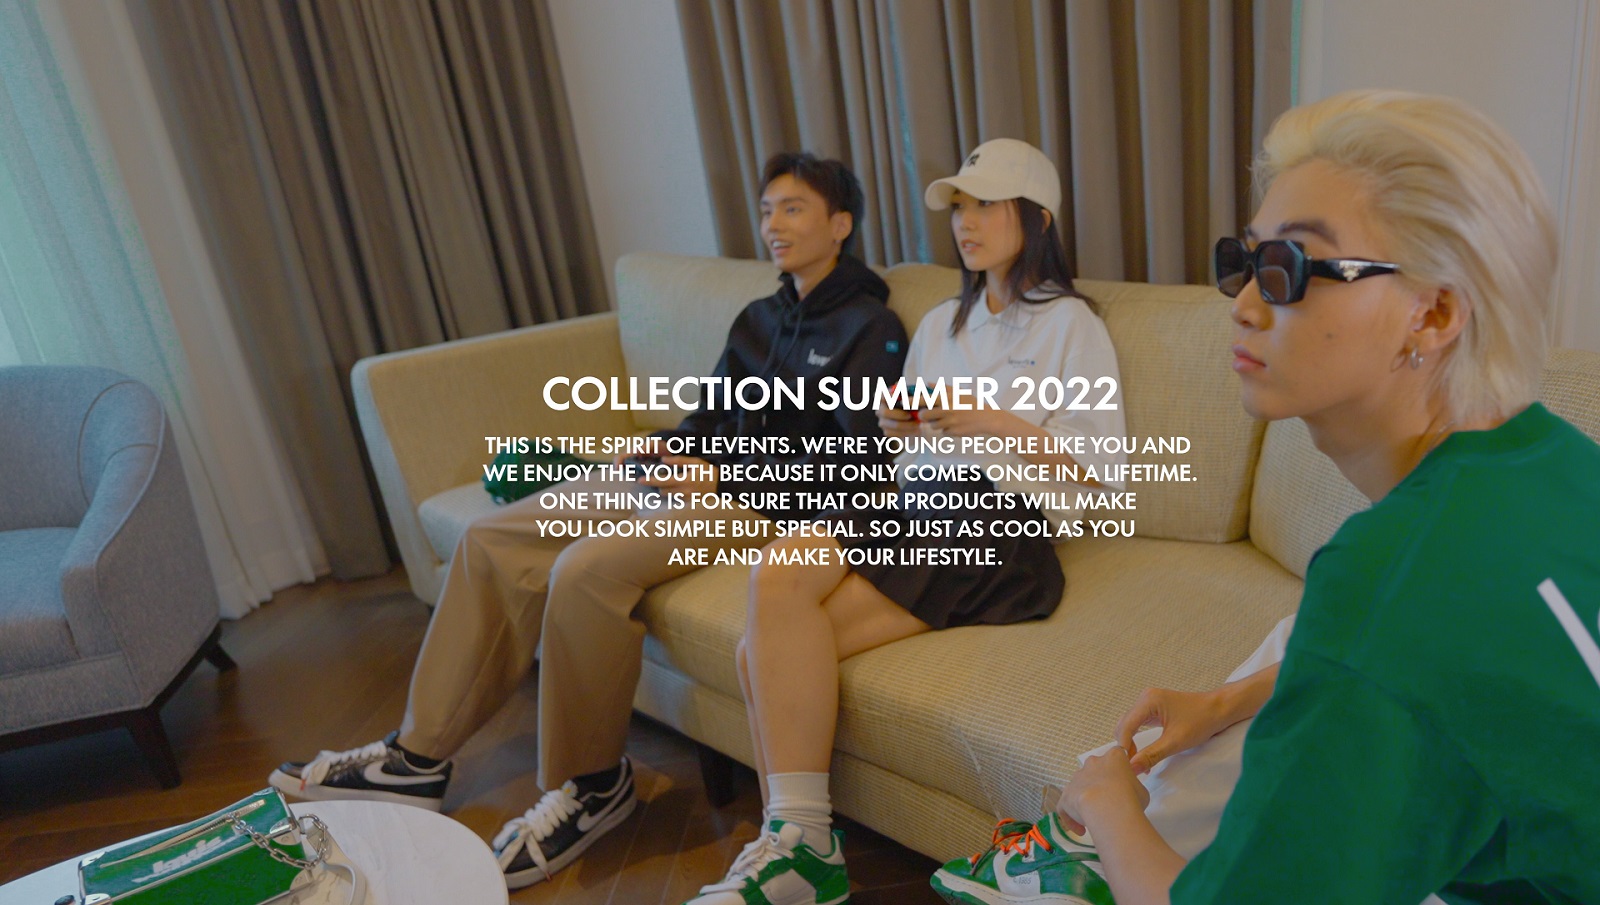 COLLECTION SUMMER 2022
THIS IS THE SPIRIT OF LEVENTS. WE'RE YOUNG PEOPLE LIKE YOU AND
WE ENJOY THE YOUTH BECAUSE IT ONLY COMES ONCE IN A LIFETIME.
ONE THING IS FOR SURE THAT OUR PRODUCTS WILL MAKE
YOU LOOK SIMPLE BUT SPECIAL. SO JUST AS COOL AS YOU
ARE AND MAKE YOUR LIFESTYLE.